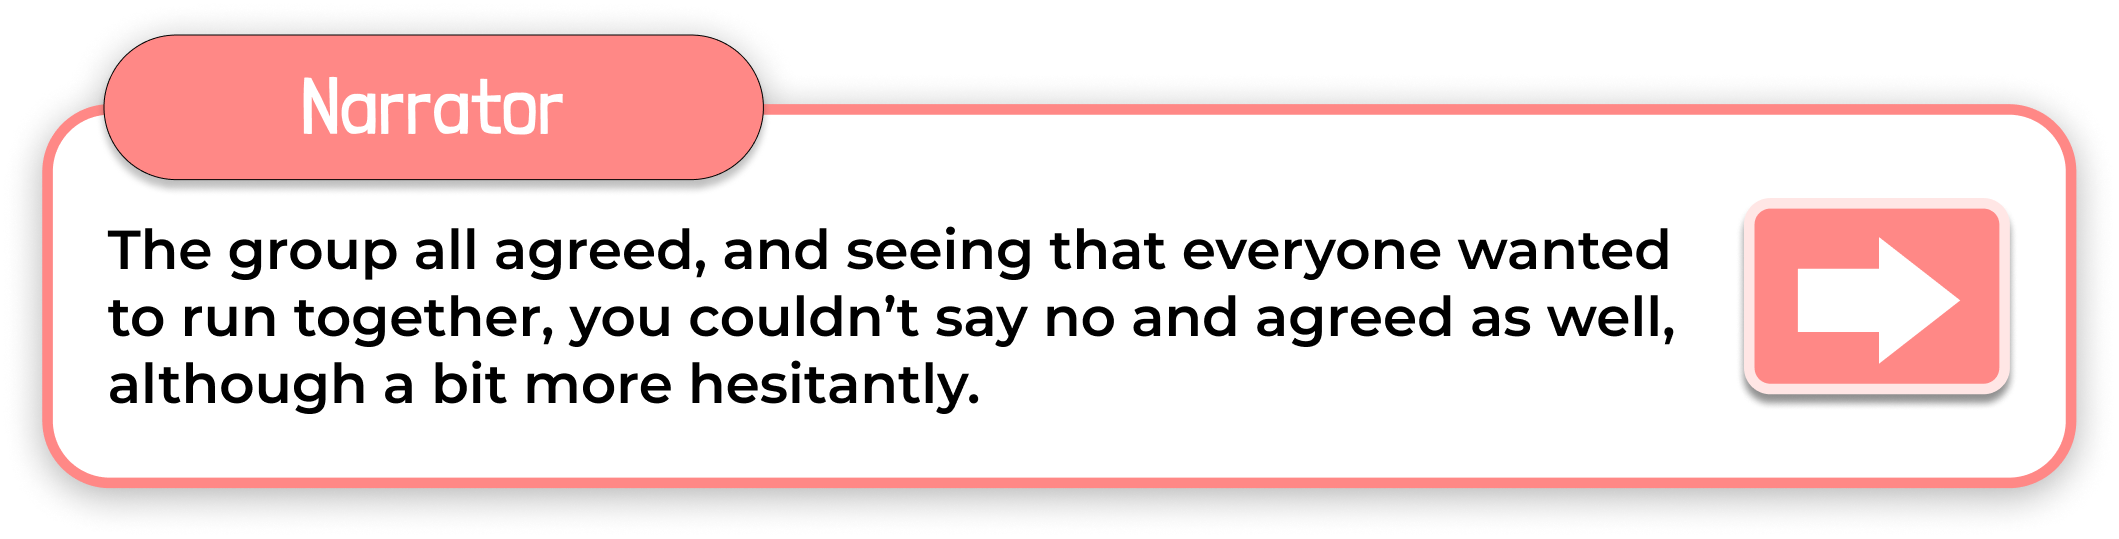 Narrator
The group all agreed, and seeing that everyone wanted
to run together, you couldn’t say no and agreed as well,
although a bit more hesitantly.